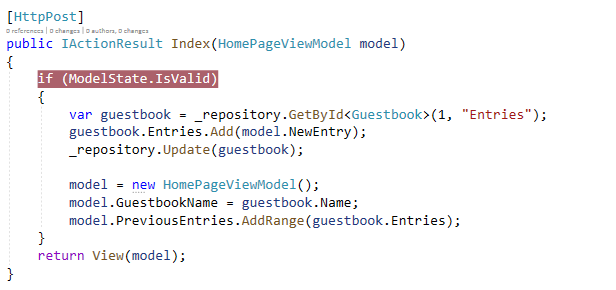 [HttpPost]
0 references | 0 changes | 0 authors, 0 changes
public IActionResult Index(HomePageViewModel model)
{
if (ModelState.IsValid)
{
var guestbook = _repository.GetById<Guestbook>(1, "Entries");
guestbook.Entries.Add(model.NewEntry);
_repository.Update(guestbook);
model = new HomePageViewModel();
model.GuestbookName = guestbook.Name;
model.PreviousEntries.AddRange(guestbook.Entries);
}
return View(model);
}